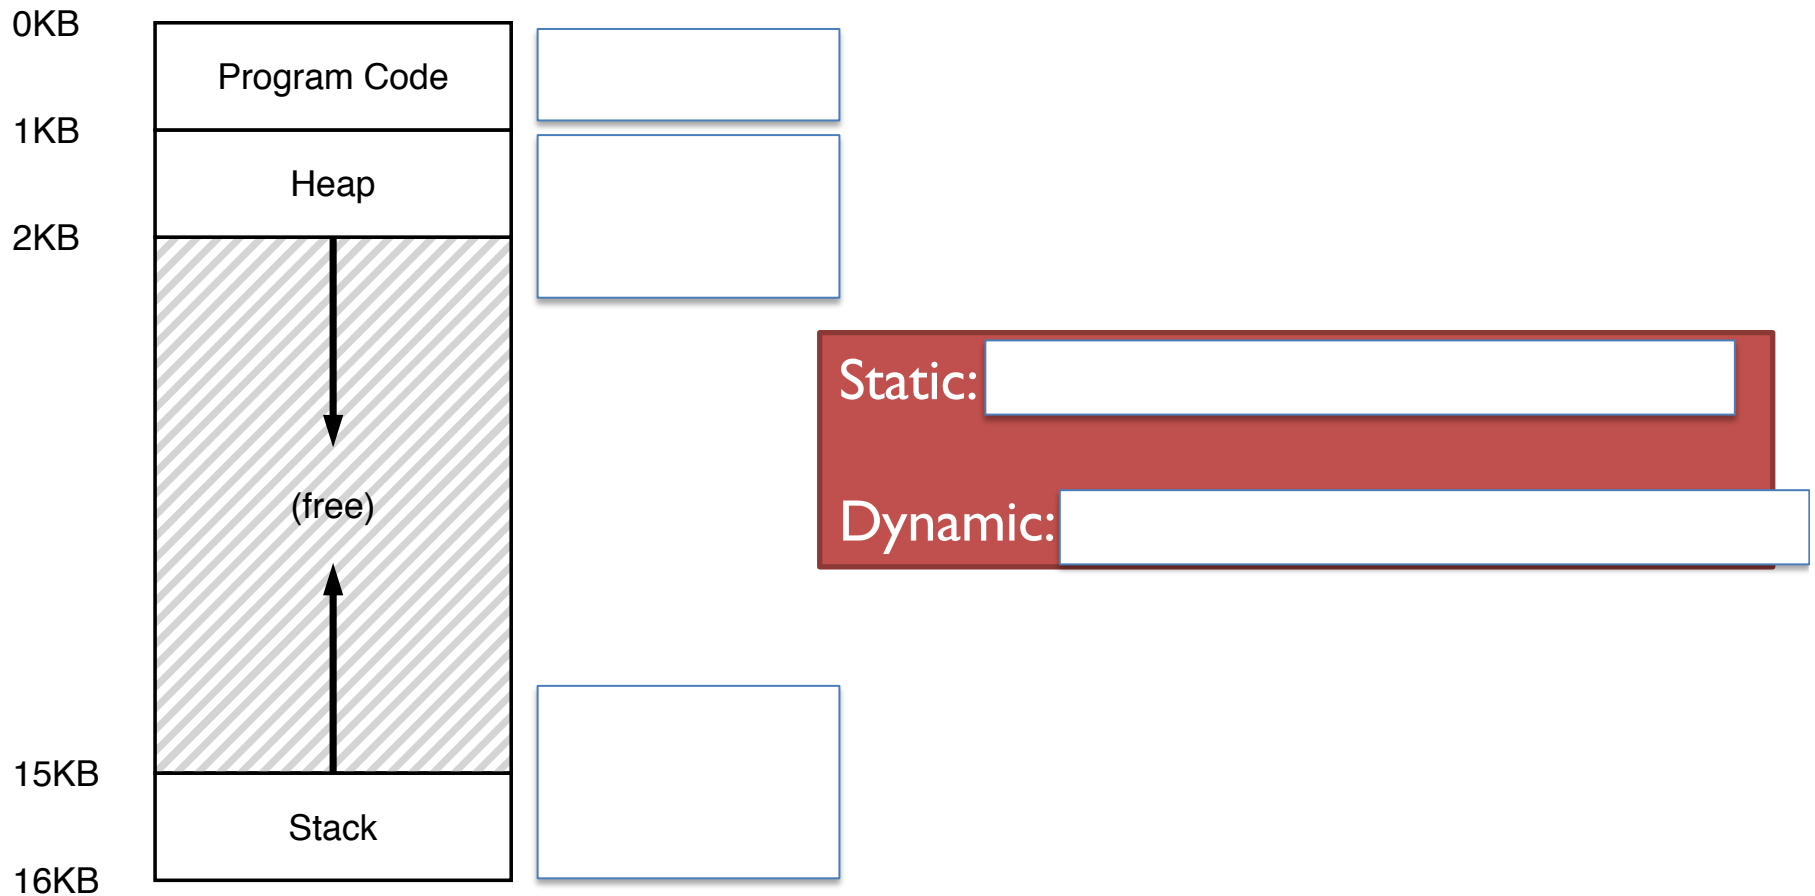 0KB
Program Code
1KB
Heap
2KB
Static:
(free)
Dynamic:
15KB
Stack
16KB